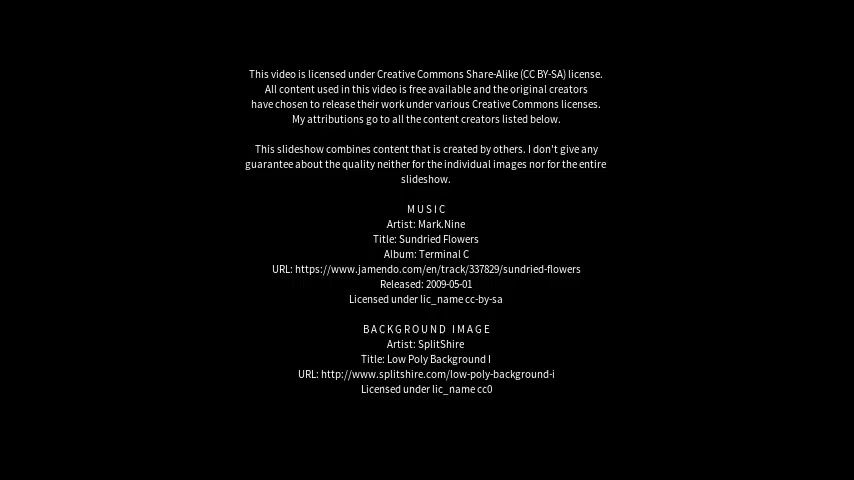 This video is licensed under Creative Commons Share-Alike (CC BY-SA) license.
All content used in this video is free available and the original creators
have chosen to release their work under various Creative Commons licenses.
My attributions go to all the content creators listed below.
This slideshow combines content that is created by others. I don't give any
guarantee about the quality neither for the individual images nor for the entire
slideshow.
MUSIC
Artist: Mark.Nine
Title: Sundried Flowers
Album: Terminal C
URL: https://www.jamendo.com/en/track/337829/sundried-flowers
Released: 2009-05-01
Licensed under lic_name cc-by-sa
BACKGROUND IMAGE
Artist: SplitShire
Title: Low Poly Background I
URL: http://www.splitshire.com/low-poly-background-i
Licensed under lic_name cc0